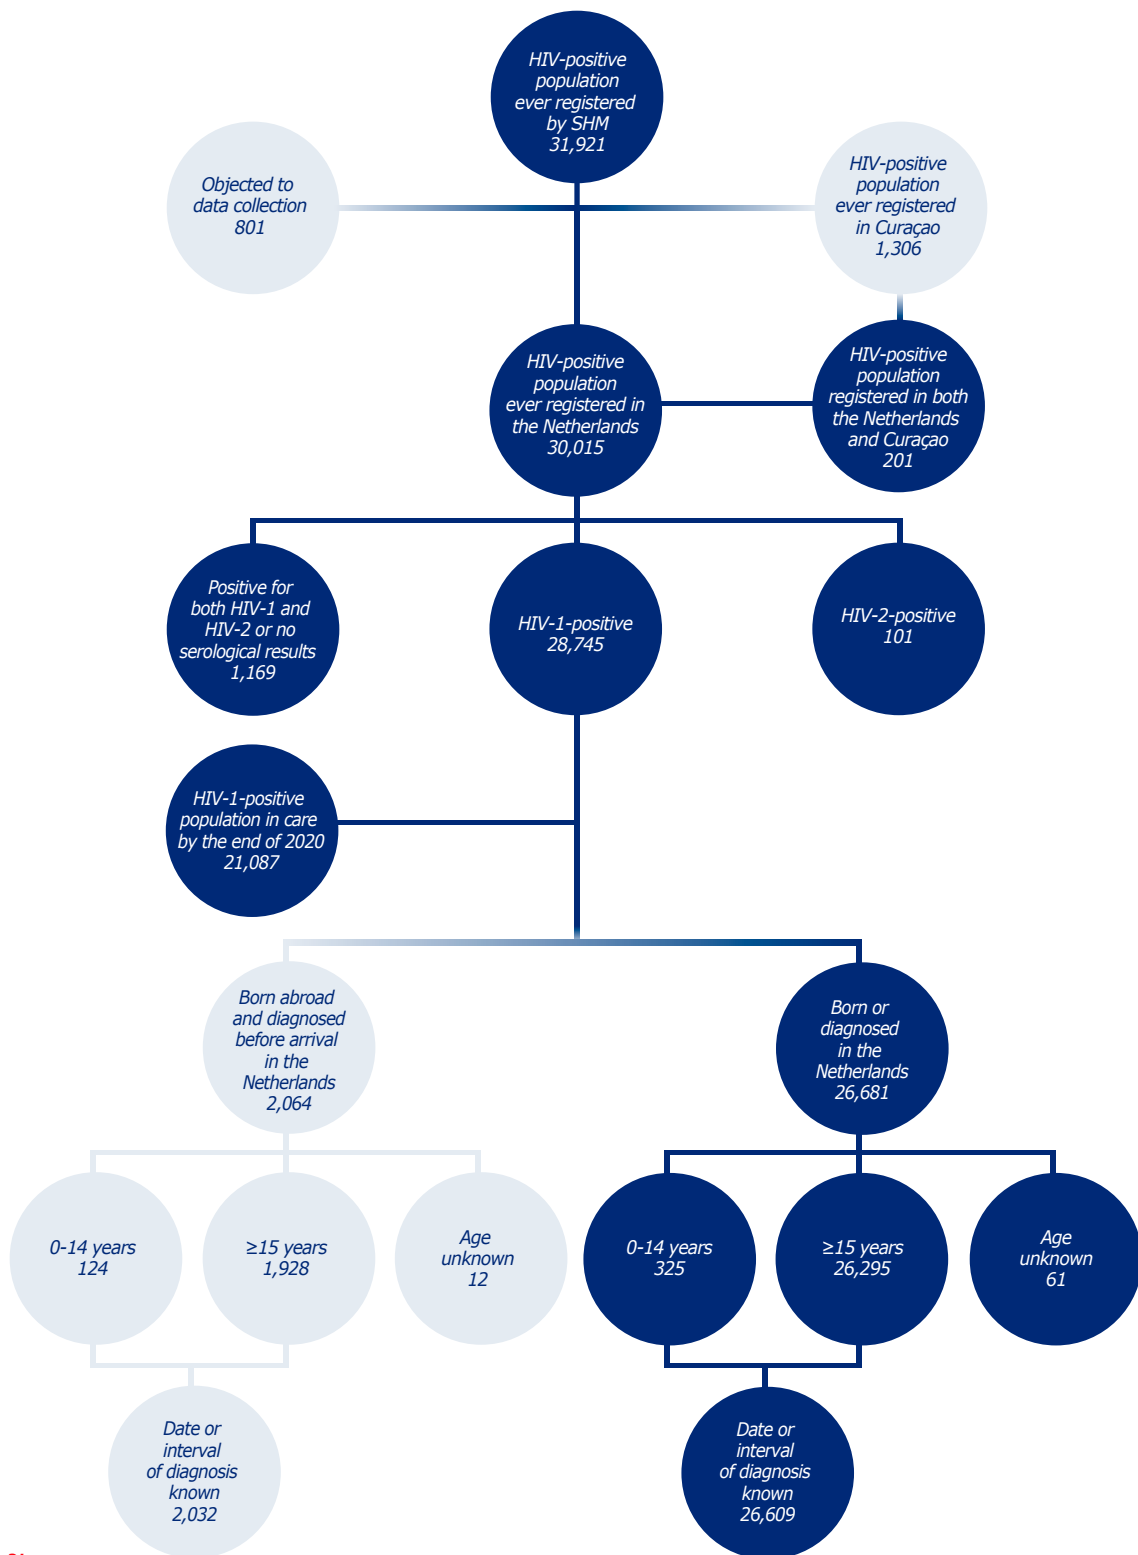 HIV-positive
population
ever registered
by SHM
31,921
Objected to
data collection
801
HIV-positive
population
ever registered
in Curaçao
1,306
HIV-positive
population
ever registered in
the Netherlands
30,015
HIV-positive
population
registered in both
the Netherlands
and Curaçao
201
Positive for
both HIV-1 and
HIV-2 or no
serological results
1,169
HIV-1-positive
28,745
HIV-2-positive
101
HIV-1-positive
population in care
by the end of 2020
21,087
Born abroad
and diagnosed
before arrival
in the
Netherlands
2,064
Born or
diagnosed
in the
Netherlands
26,681
0-14 years
124
≥15 years
1,928
Age
unknown
12
0-14 years
325
≥15 years
26,295
Age
unknown
61
Date or
interval
of diagnosis
known
2,032
Date or
interval
of diagnosis
known
26,609